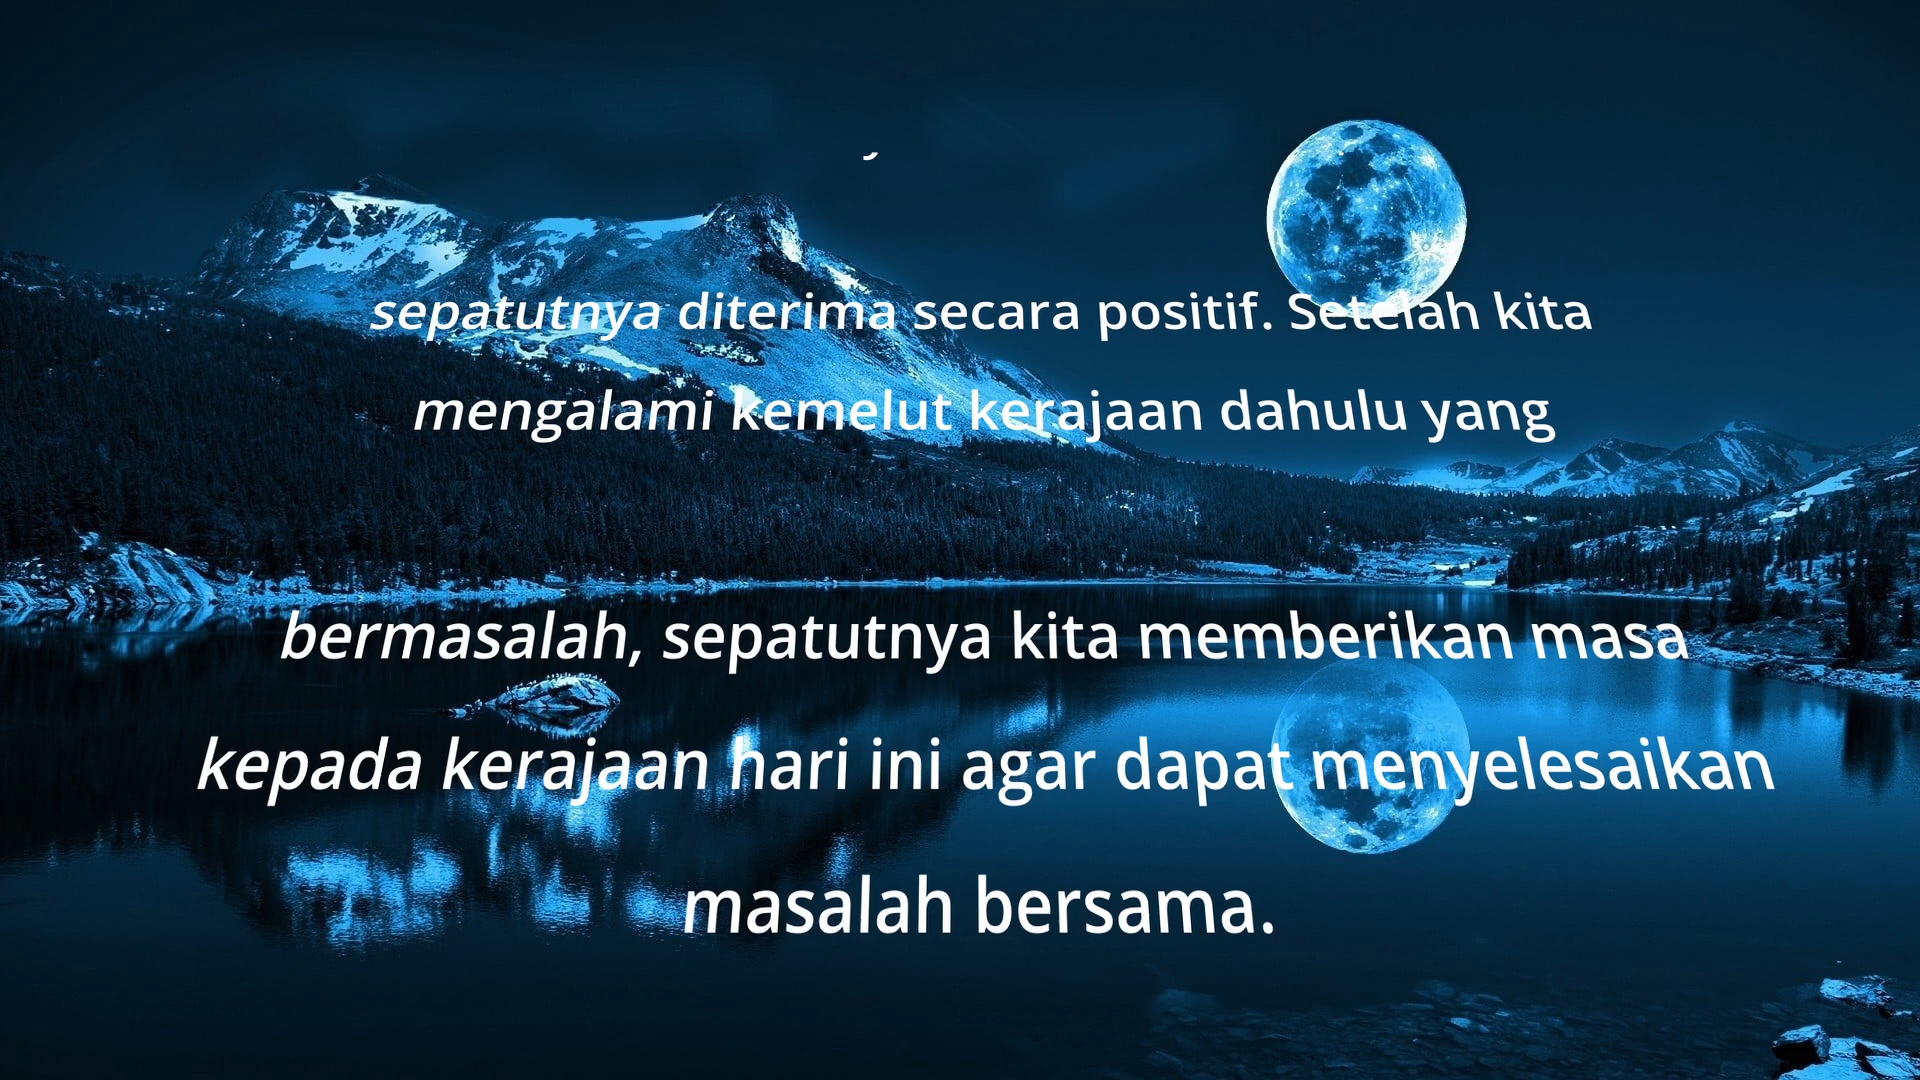 sepatutnya diterima secara positif. Setelah kita
mengalami kemelut kerajaan dahulu yang
bermasalah, sepatutnya kita memberikan masa
kepada kerajaan hari ini agar dapat menyelesaikan
masalah bersama.